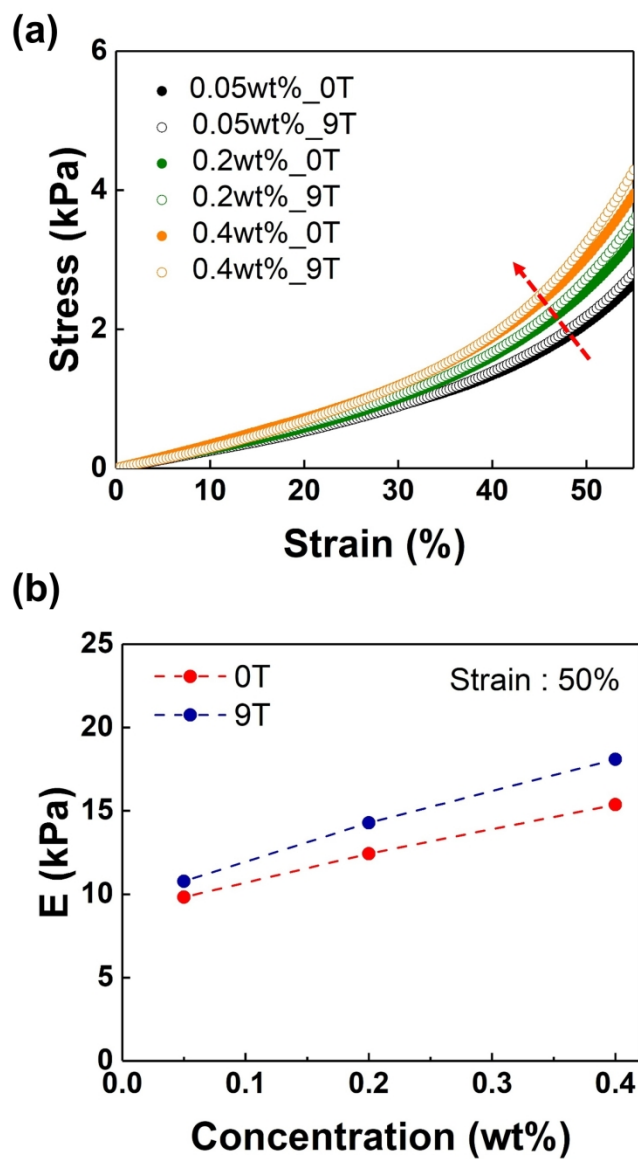 (a)
6
4
2
0
Stress (kPa)
0.05wt%_0T
0.05wt%_9T
0.2wt%_0T
0.2wt%_9T
0.4wt%_0T
0.4wt%_9T
0 10 20 30 40 50
Strain (%)
(b)
25
20
15
10
5
0
E (kPa)
0T
9T
Strain : 50%
0.0 0.1 0.2 0.3 0.4
Concentration (wt%)